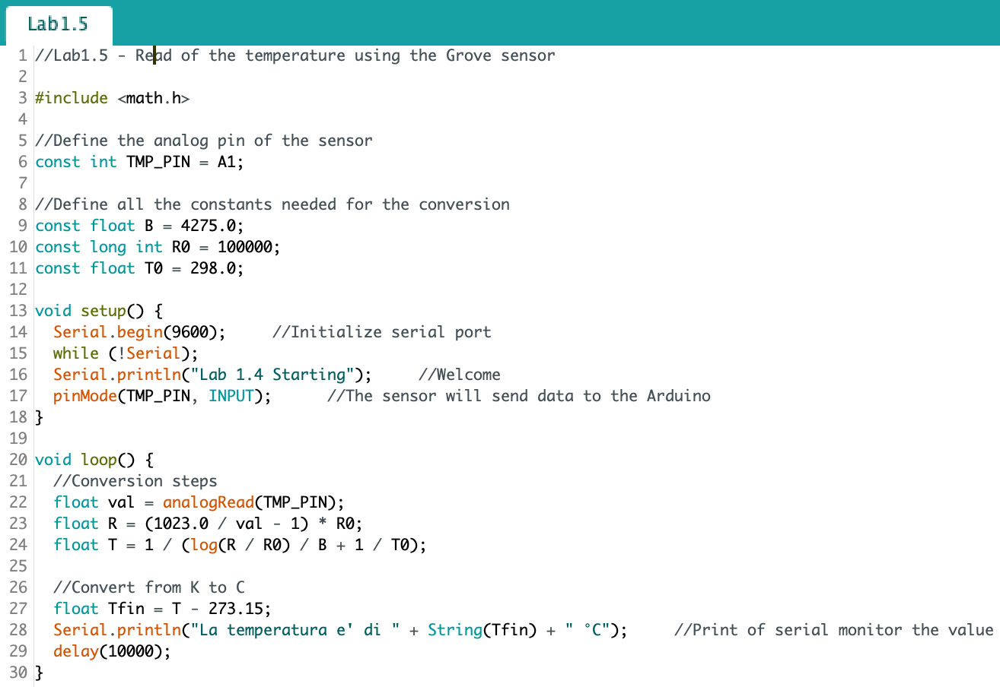 Lab1.5
1 //Lab1.5 - Read of the temperature using the Grove sensor
2
3 #include <math.h>
4
5 //Define the analog pin of the sensor
6 const int TMP_PIN = A1;
7
8 //Define all the constants needed for the conversion
9 const float B = 4275.0;
10 const long int R0 = 100000;
11 const float T0 = 298.0;
12
13 void setup() {
14   Serial.begin(9600);     //Initialize serial port
15   while (!Serial);
16   Serial.println("Lab 1.4 Starting");     //Welcome
17   pinMode(TMP_PIN, INPUT);      //The sensor will send data to the Arduino
18 }
19
20 void loop() {
21   //Conversion steps
22   float val = analogRead(TMP_PIN);
23   float R = (1023.0 / val - 1) * R0;
24   float T = 1 / (log(R / R0) / B + 1 / T0);
25
26   //Convert from K to C
27   float Tfin = T - 273.15;
28   Serial.println("La temperatura e' di " + String(Tfin) + " °C");     //Print of serial monitor the value
29   delay(10000);
30 }